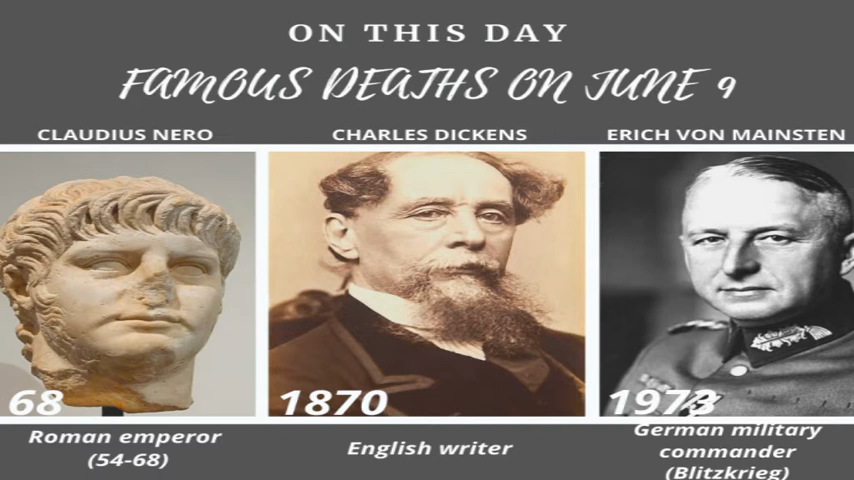 ON THIS DAY
FAMOUS DEATHS ON JUNE 9
CLAUDIUS NERO
CHARLES DICKENS
ERICH VON MAINSTEN
68
1870
1973
Roman emperor
(54-68)
English writer
German military
commander
(Blitzkrieg)